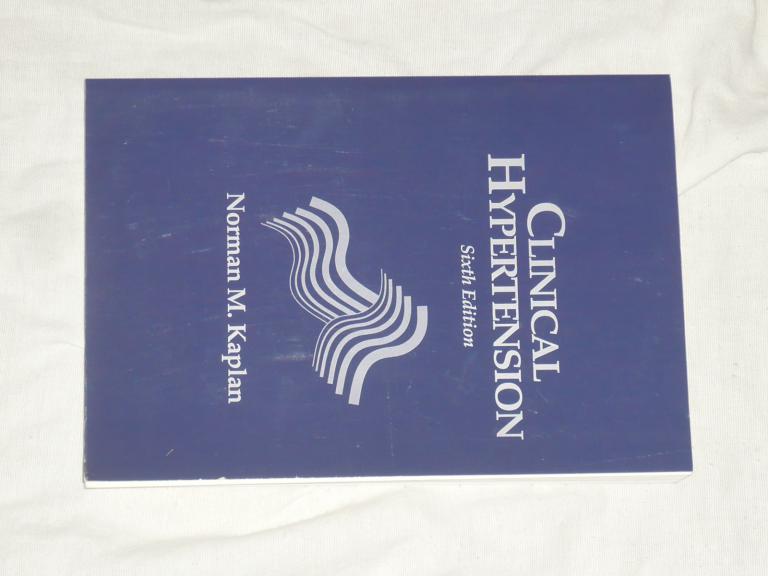 CLINICAL
HYPERTENSION
Sixth Edition
Norman M. Kaplan